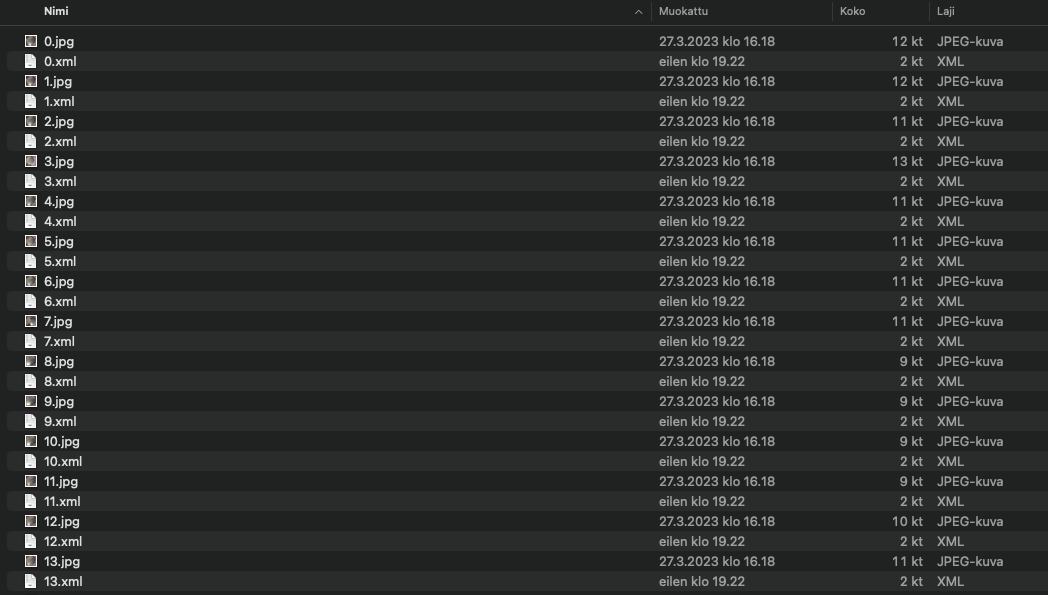 Nimi Muokattu Koko Laji
0.jpg 27.3.2023 klo 16.18 12 kt JPEG-kuva
0.xml eilen klo 19.22 2 kt XML
1.jpg 27.3.2023 klo 16.18 12 kt JPEG-kuva
1.xml eilen klo 19.22 2 kt XML
2.jpg 27.3.2023 klo 16.18 11 kt JPEG-kuva
2.xml eilen klo 19.22 2 kt XML
3.jpg 27.3.2023 klo 16.18 13 kt JPEG-kuva
3.xml eilen klo 19.22 2 kt XML
4.jpg 27.3.2023 klo 16.18 11 kt JPEG-kuva
4.xml eilen klo 19.22 2 kt XML
5.jpg 27.3.2023 klo 16.18 11 kt JPEG-kuva
5.xml eilen klo 19.22 2 kt XML
6.jpg 27.3.2023 klo 16.18 11 kt JPEG-kuva
6.xml eilen klo 19.22 2 kt XML
7.jpg 27.3.2023 klo 16.18 11 kt JPEG-kuva
7.xml eilen klo 19.22 2 kt XML
8.jpg 27.3.2023 klo 16.18 9 kt JPEG-kuva
8.xml eilen klo 19.22 2 kt XML
9.jpg 27.3.2023 klo 16.18 9 kt JPEG-kuva
9.xml eilen klo 19.22 2 kt XML
10.jpg 27.3.2023 klo 16.18 9 kt JPEG-kuva
10.xml eilen klo 19.22 2 kt XML
11.jpg 27.3.2023 klo 16.18 9 kt JPEG-kuva
11.xml eilen klo 19.22 2 kt XML
12.jpg 27.3.2023 klo 16.18 10 kt JPEG-kuva
12.xml eilen klo 19.22 2 kt XML
13.jpg 27.3.2023 klo 16.18 11 kt JPEG-kuva
13.xml eilen klo 19.22 2 kt XML